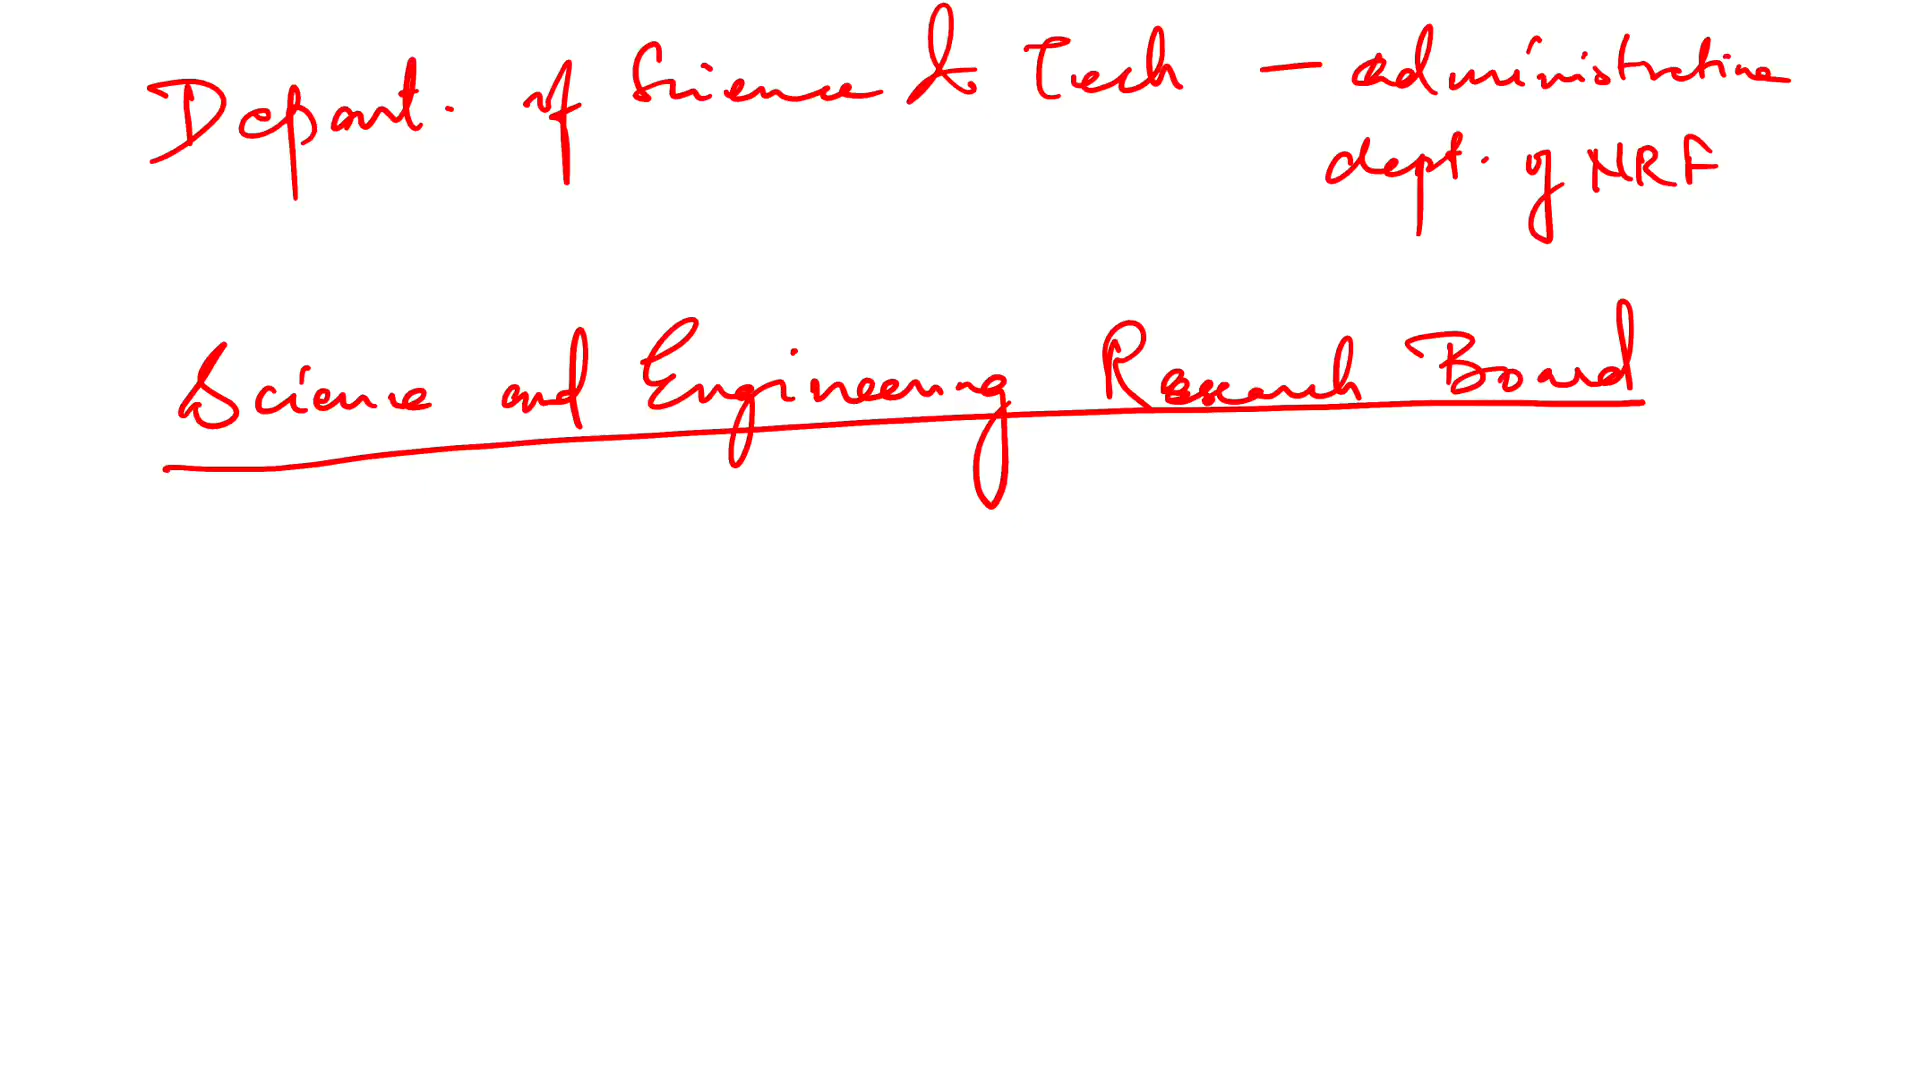 Depart. of Science & Tech – administrative
dept. of NRF
Science and Engineering Research Board